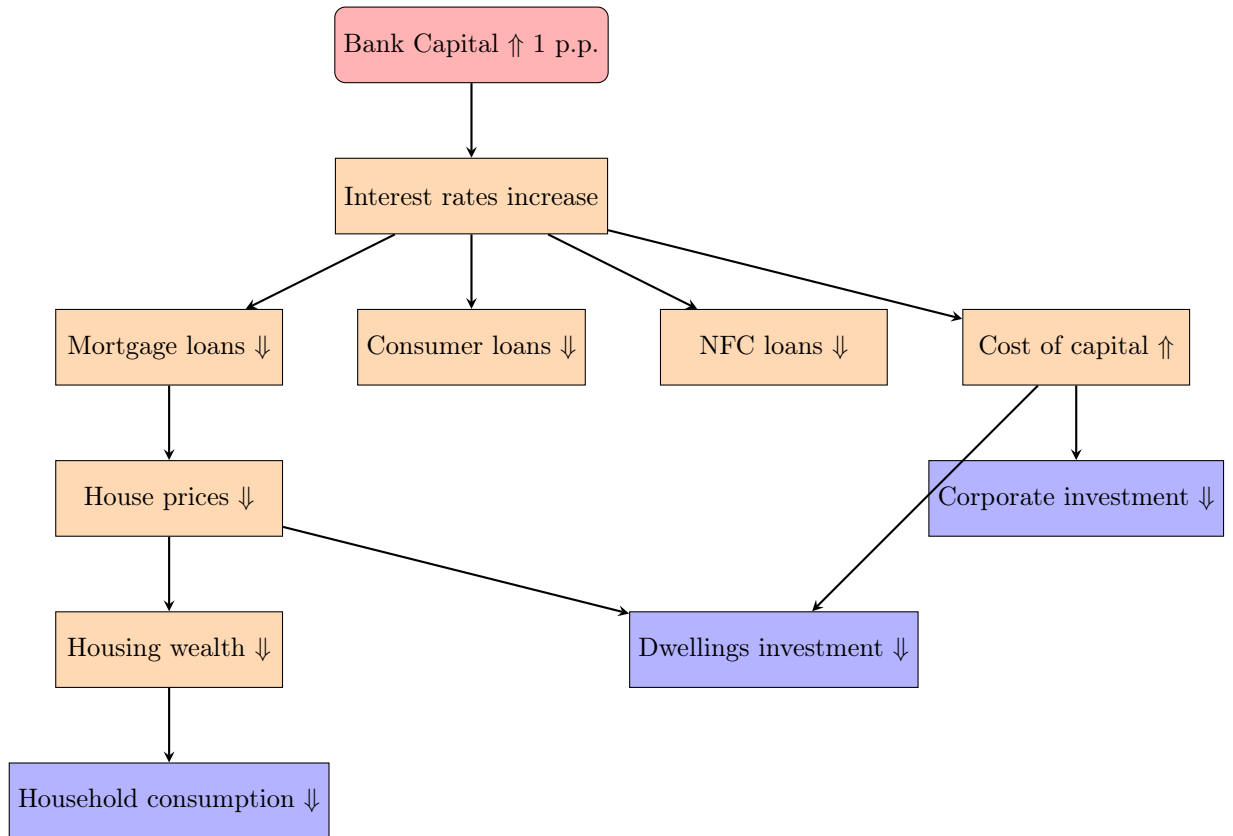 Bank Capital ⇑ 1 p.p.
Interest rates increase
Mortgage loans ⇓
Consumer loans ⇓
NFC loans ⇓
Cost of capital ⇑
House prices ⇓
Corporate investment ⇓
Housing wealth ⇓
Dwellings investment ⇓
Household consumption ⇓